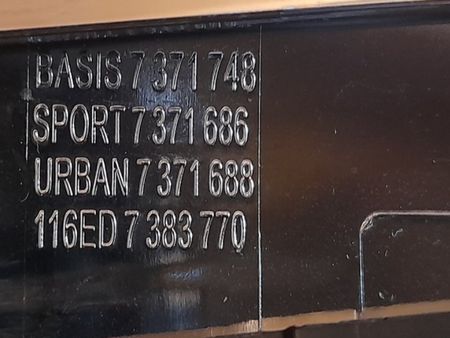 BASIS 7 371 748
SPORT 7 371 686
URBAN 7 371 688
116ED 7 383 770